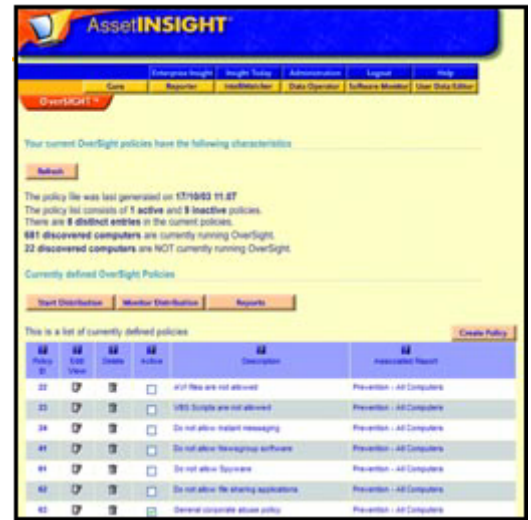 AssetINSIGHT
Enterprise Insight Insight Today Administration Logout Help
Guru Reporter IntelliWatcher Data Operator Software Monitor User Data Editor
OverSIGHT
Your current OverSight policies have the following characteristics
Refresh
The policy file was last generated on 17/10/03 11.07
The policy list consists of 1 active and 9 inactive policies.
There are 8 distinct entries in the current policies.
681 discovered computers are currently running OverSight.
22 discovered computers are NOT currently running OverSight.
Currently defined OverSight Policies
Start Distribution Monitor Distribution Reports
This is a list of currently defined policies
Create Policy
Policy ID Edit View Delete Active Description Associated Report
22 AVI files are not allowed Prevention - All Computers
23 VBS Scripts are not allowed Prevention - All Computers
24 Do not allow Instant messaging Prevention - All Computers
41 Do not allow Newsgroup software Prevention - All Computers
61 Do not allow Spyware Prevention - All Computers
62 Do not allow file sharing applications Prevention - All Computers
63 General corporate abuse policy Prevention - All Computers